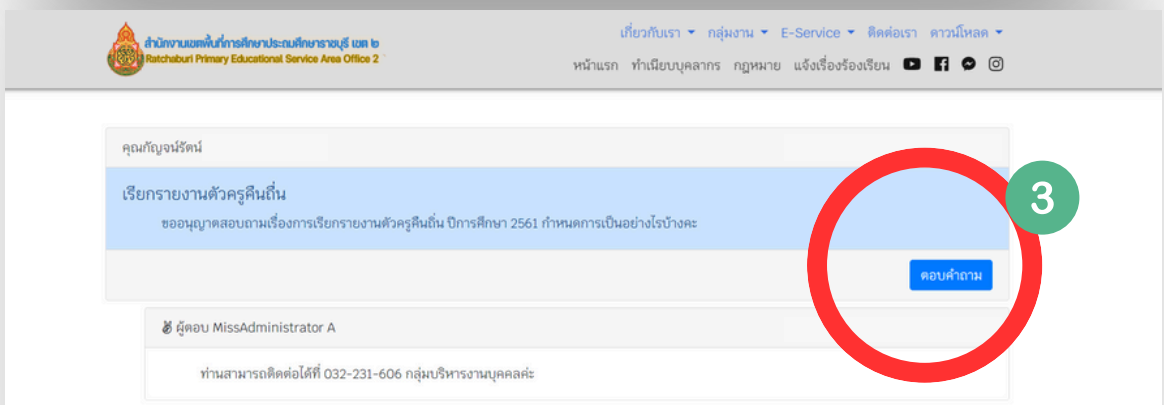 สำนักงานเขตพื้นที่การศึกษาประถมศึกษาราชบุรี เขต ๒
Ratchaburi Primary Educational Service Area Office 2
เกี่ยวกับเรา กลุ่มงาน E-Service ติดต่อเรา ดาวน์โหลด
หน้าแรก ทำเนียบบุคลากร กฎหมาย แจ้งเรื่องร้องเรียน
คุณกัญจน์รัตน์
เรียกรายงานตัวครูคืนถิ่น
ขออนุญาตสอบถามเรื่องการเรียกรายงานตัวครูคืนถิ่น ปีการศึกษา 2561 กำหนดการเป็นอย่างไรบ้างคะ
3
ตอบคำถาม
ผู้ตอบ MissAdministrator A
ท่านสามารถติดต่อได้ที่ 032-231-606 กลุ่มบริหารงานบุคคลค่ะ